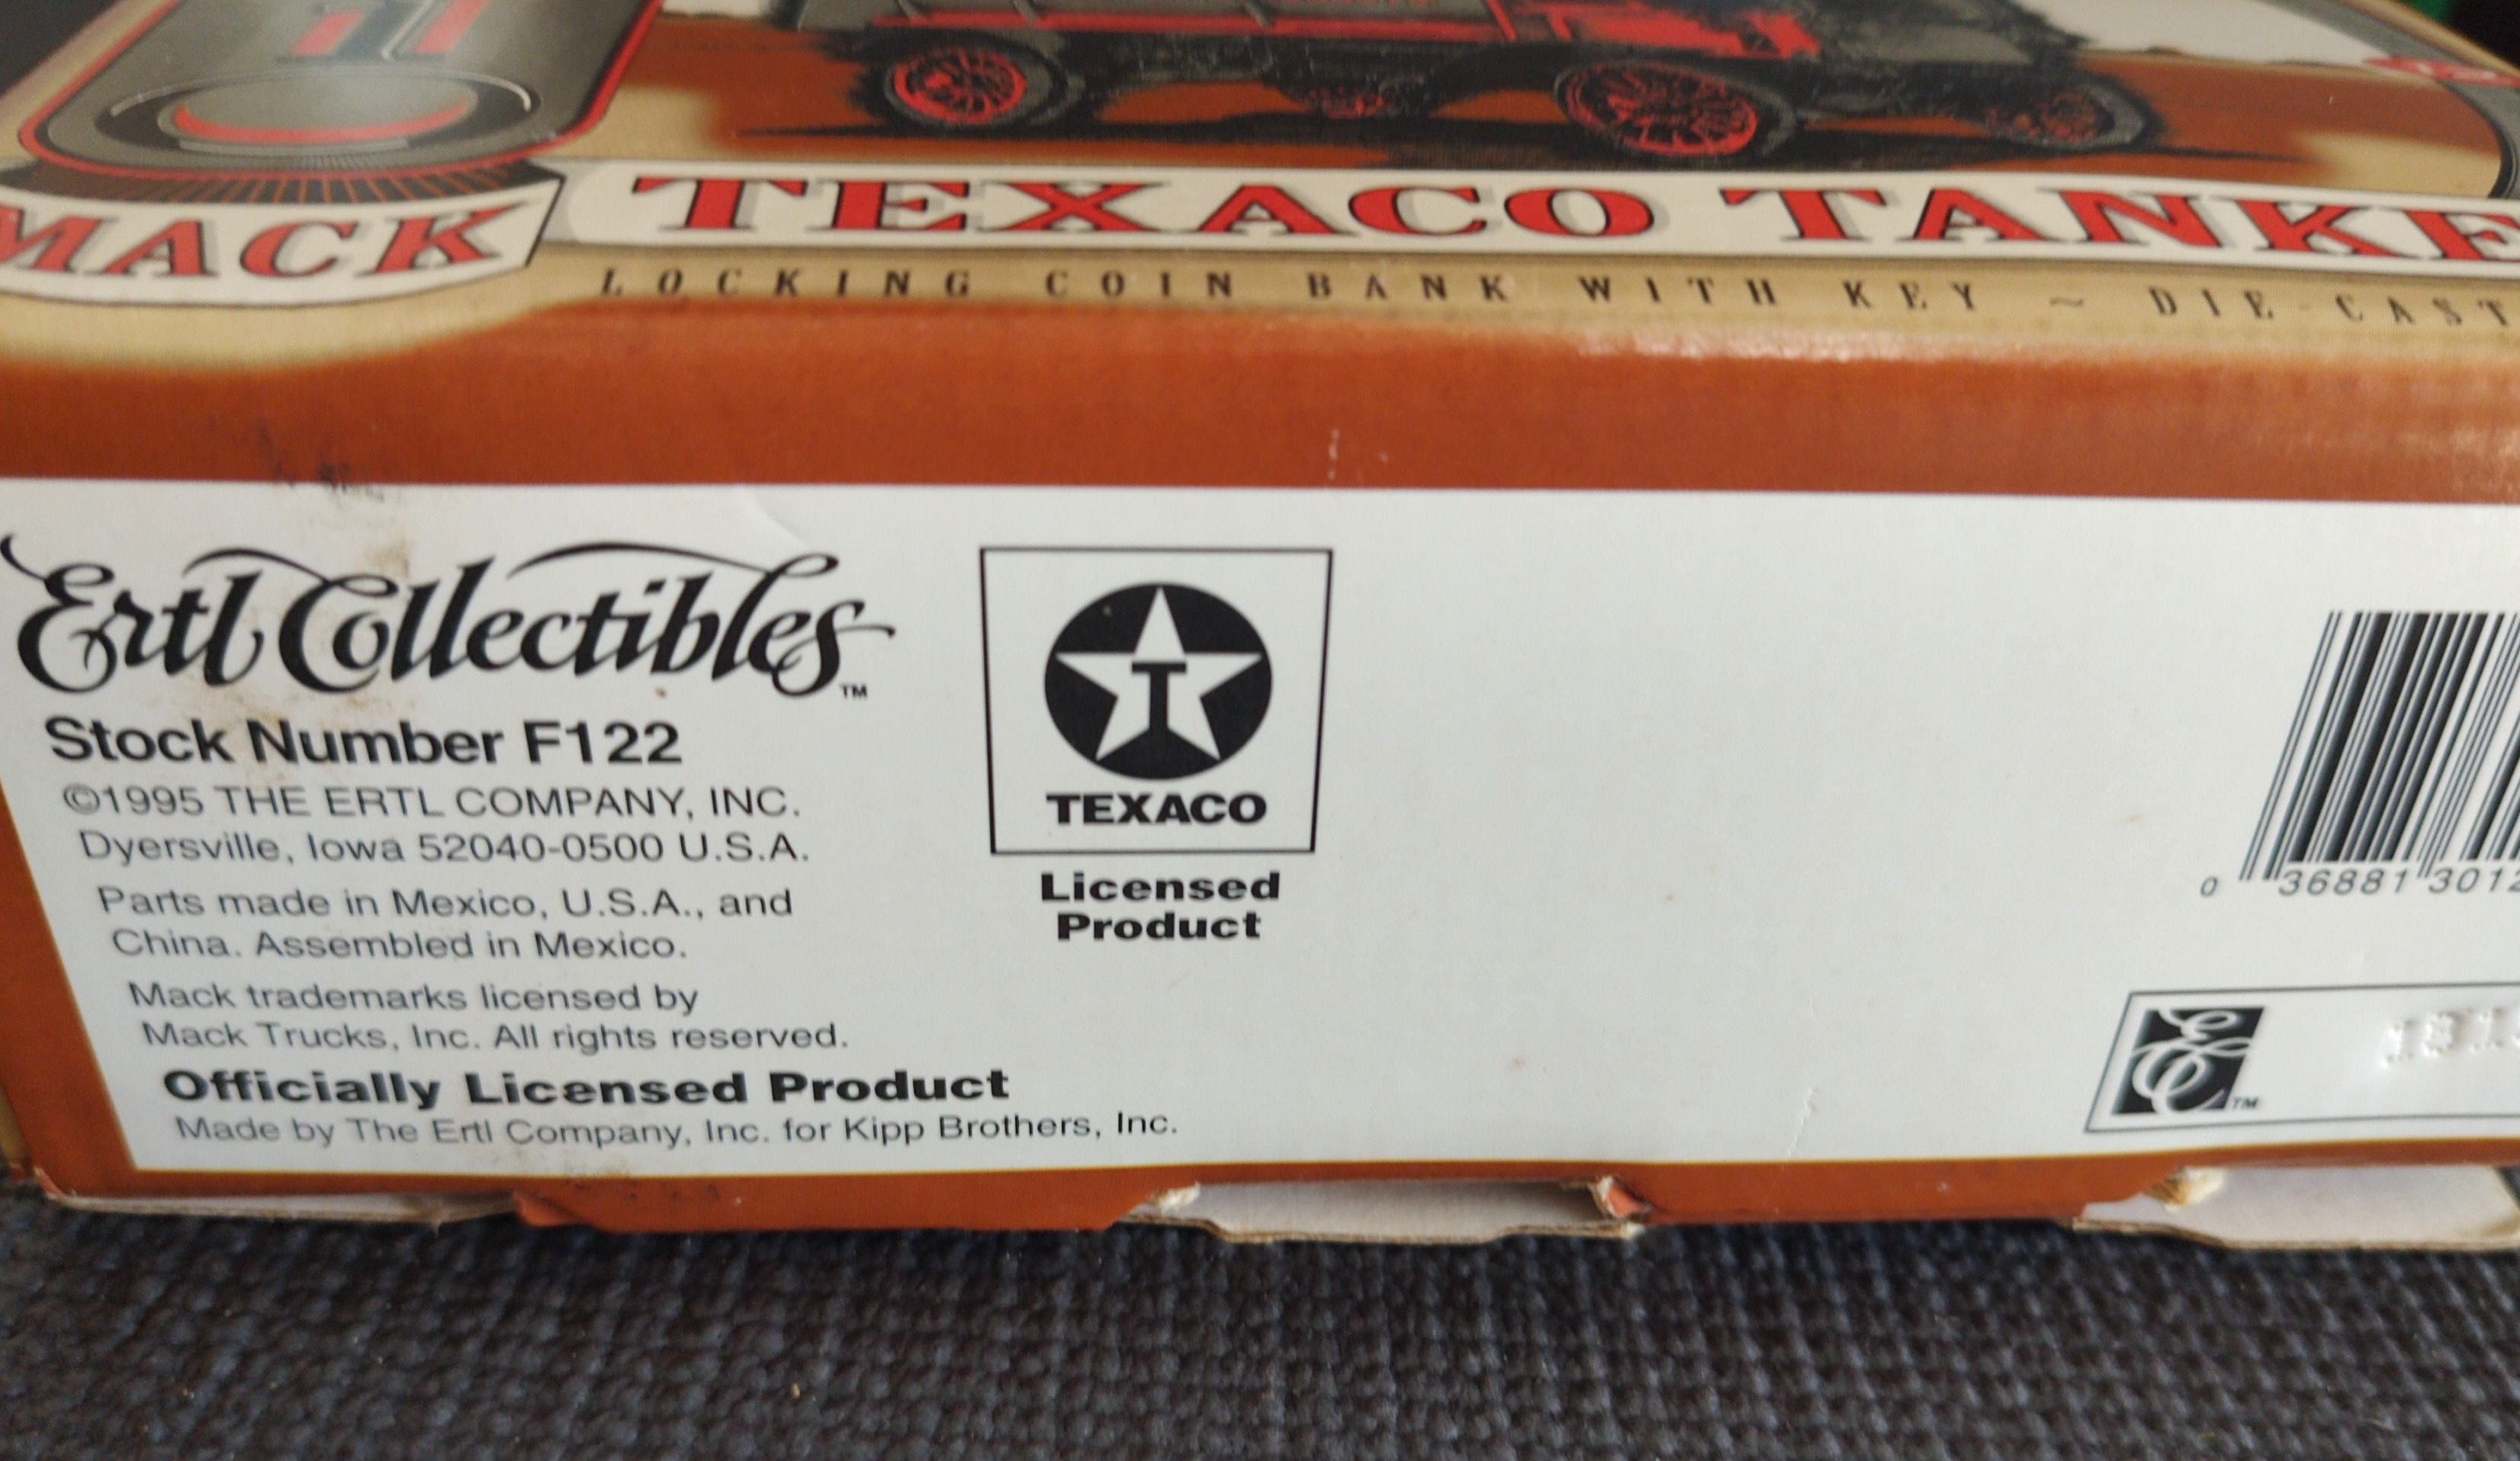 MACK
TEXACO TANKE
LOCKING COIN BANK WITH KEY ~ DIE-CAST
Ertl Collectibles™
Stock Number F122
©1995 THE ERTL COMPANY, INC.
Dyersville, Iowa 52040-0500 U.S.A.
Parts made in Mexico, U.S.A., and
China. Assembled in Mexico.
Mack trademarks licensed by
Mack Trucks, Inc. All rights reserved.
Officially Licensed Product
Made by The Ertl Company, Inc. for Kipp Brothers, Inc.
T
TEXACO
Licensed
Product
0 36881 3012
EC™